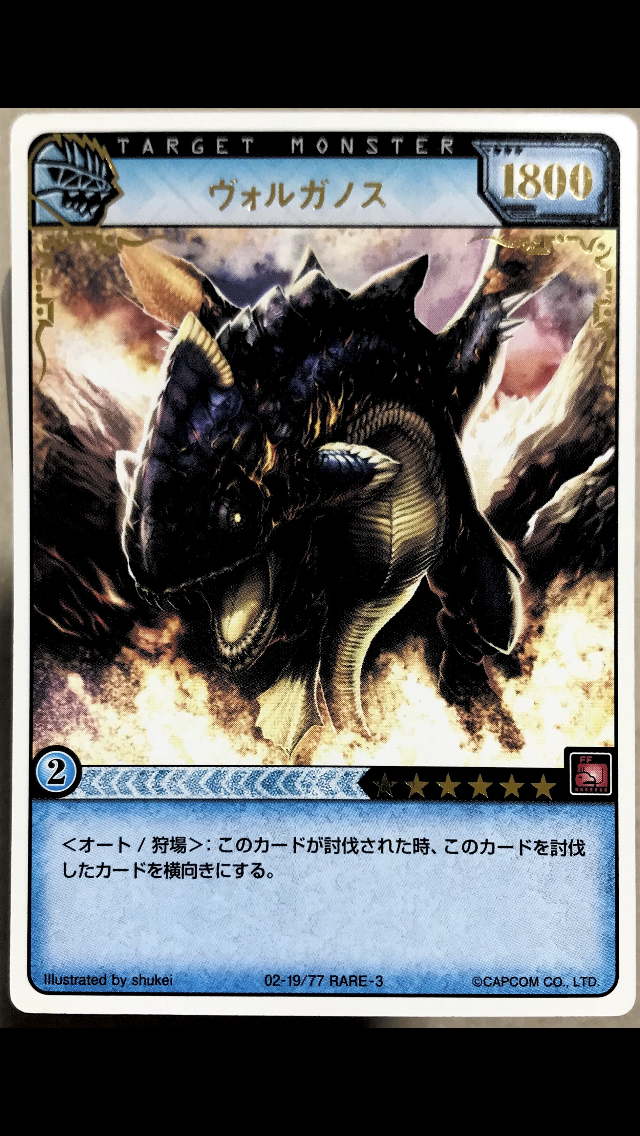 TARGET MONSTER
ヴォルガノス
1800
2
<オート / 狩場>: このカードが討伐された時、このカードを討伐
したカードを横向きにする。
Illustrated by shukei
02-19/77 RARE-3
©CAPCOM CO., LTD.